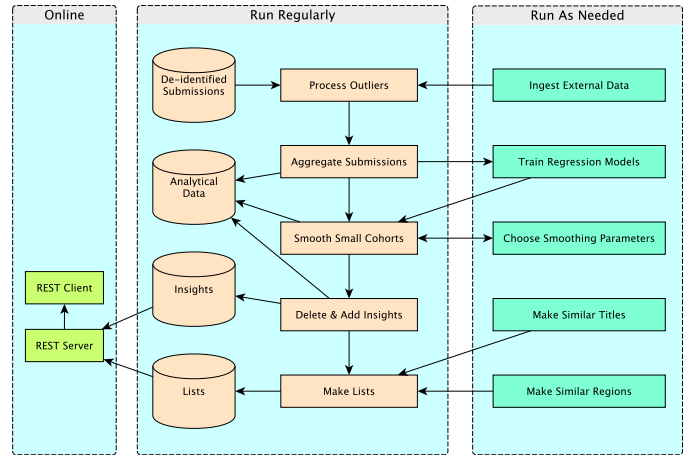 Online
Run Regularly
Run As Needed
De-identified
Submissions
Process Outliers
Ingest External Data
Aggregate Submissions
Train Regression Models
Analytical
Data
Smooth Small Cohorts
Choose Smoothing Parameters
REST Client
Insights
Delete & Add Insights
Make Similar Titles
REST Server
Lists
Make Lists
Make Similar Regions